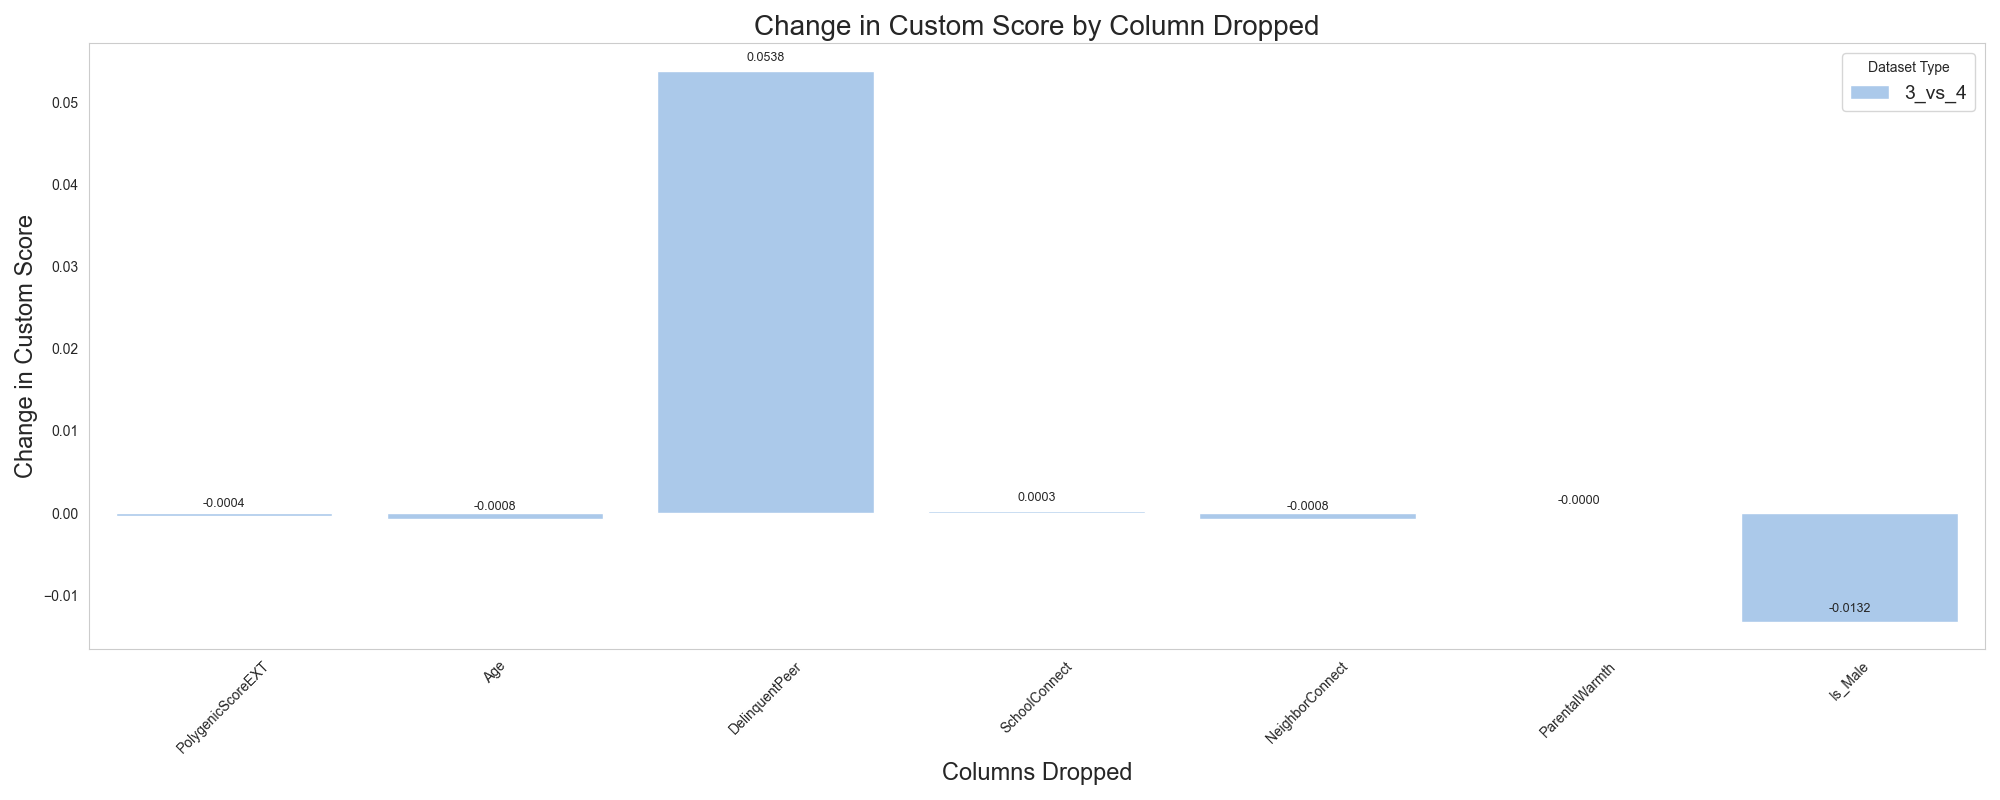 Change in Custom Score by Column Dropped
Dataset Type
3_vs_4
Change in Custom Score
0.05
0.04
0.03
0.02
0.01
0.00
−0.01
-0.0004
-0.0008
0.0538
0.0003
-0.0008
-0.0000
-0.0132
PolygenicScoreEXT
Age
DelinquentPeer
SchoolConnect
NeighborConnect
ParentalWarmth
Is_Male
Columns Dropped